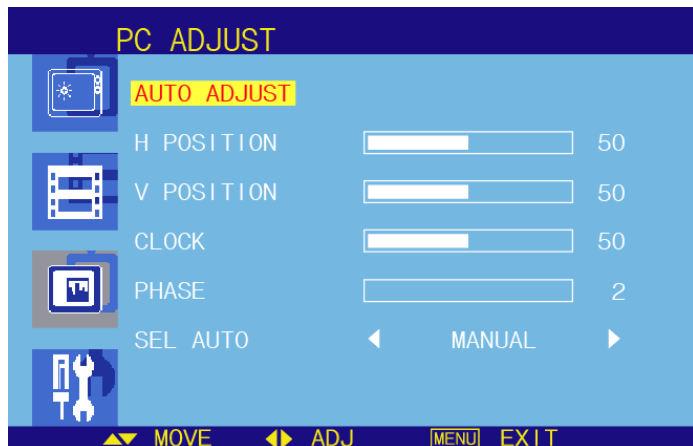 PC ADJUST
AUTO ADJUST
H POSITION 50
V POSITION 50
CLOCK 50
PHASE 2
SEL AUTO MANUAL
MOVE ADJ MENU EXIT